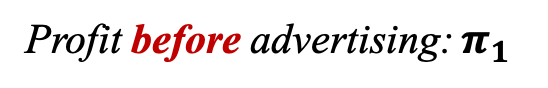 Profit before advertising: π₁